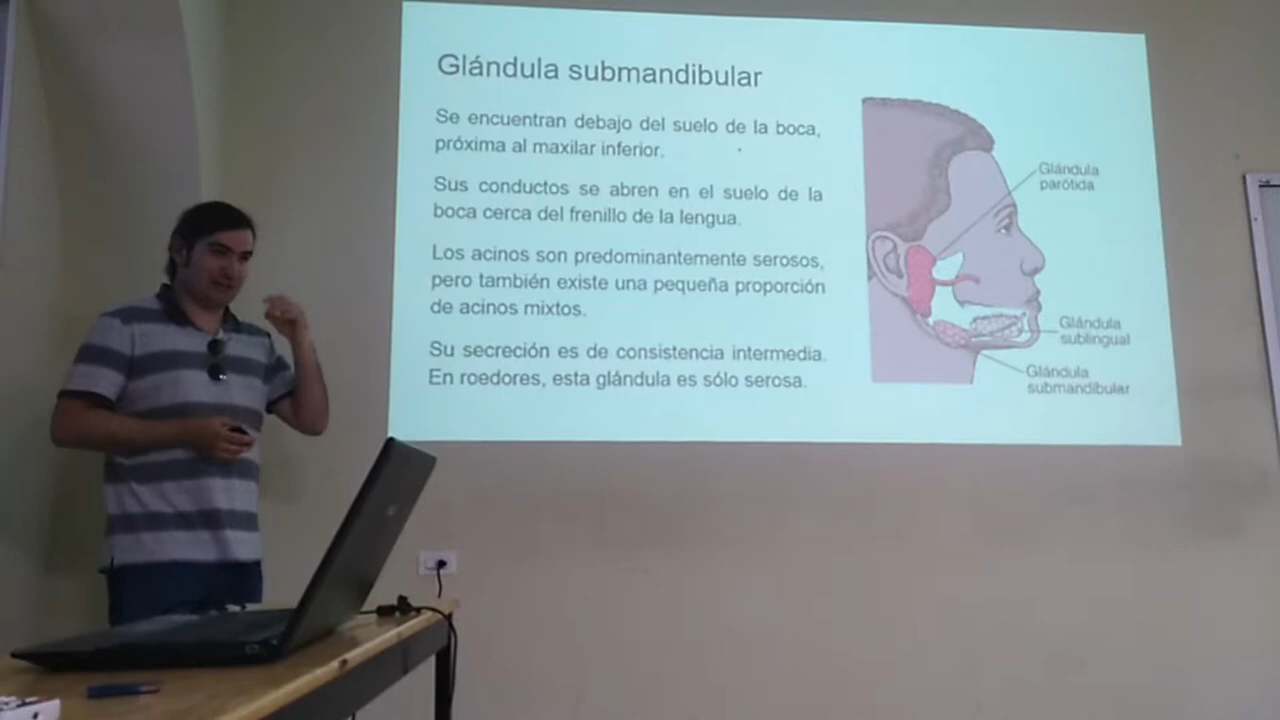 Glándula submandibular
Se encuentran debajo del suelo de la boca,
próxima al maxilar inferior.
Sus conductos se abren en el suelo de la
boca cerca del frenillo de la lengua.
Los acinos son predominantemente serosos,
pero también existe una pequeña proporción
de acinos mixtos.
Su secreción es de consistencia intermedia.
En roedores, esta glándula es sólo serosa.
Glándula
parótida
Glándula
sublingual
Glándula
submandibular